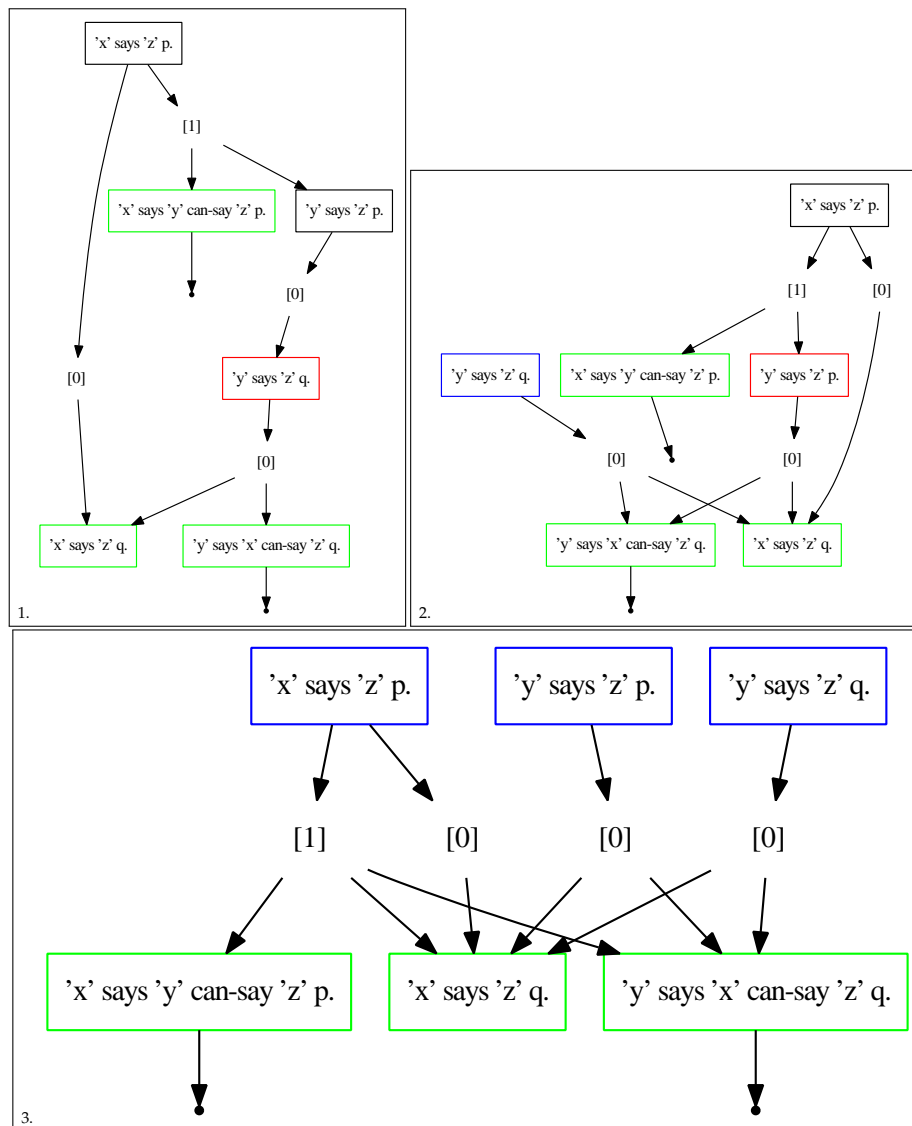 ’x’ says ’z’ p.
[1]
’x’ says ’y’ can-say ’z’ p.
’y’ says ’z’ p.
[0]
[0]
’y’ says ’z’ q.
[0]
’x’ says ’z’ q.
’y’ says ’x’ can-say ’z’ q.
1.
’x’ says ’z’ p.
[1]
[0]
’y’ says ’z’ q.
’x’ says ’y’ can-say ’z’ p.
’y’ says ’z’ p.
[0]
[0]
’y’ says ’x’ can-say ’z’ q.
’x’ says ’z’ q.
2.
’x’ says ’z’ p.
’y’ says ’z’ p.
’y’ says ’z’ q.
[1]
[0]
[0]
[0]
’x’ says ’y’ can-say ’z’ p.
’x’ says ’z’ q.
’y’ says ’x’ can-say ’z’ q.
3.